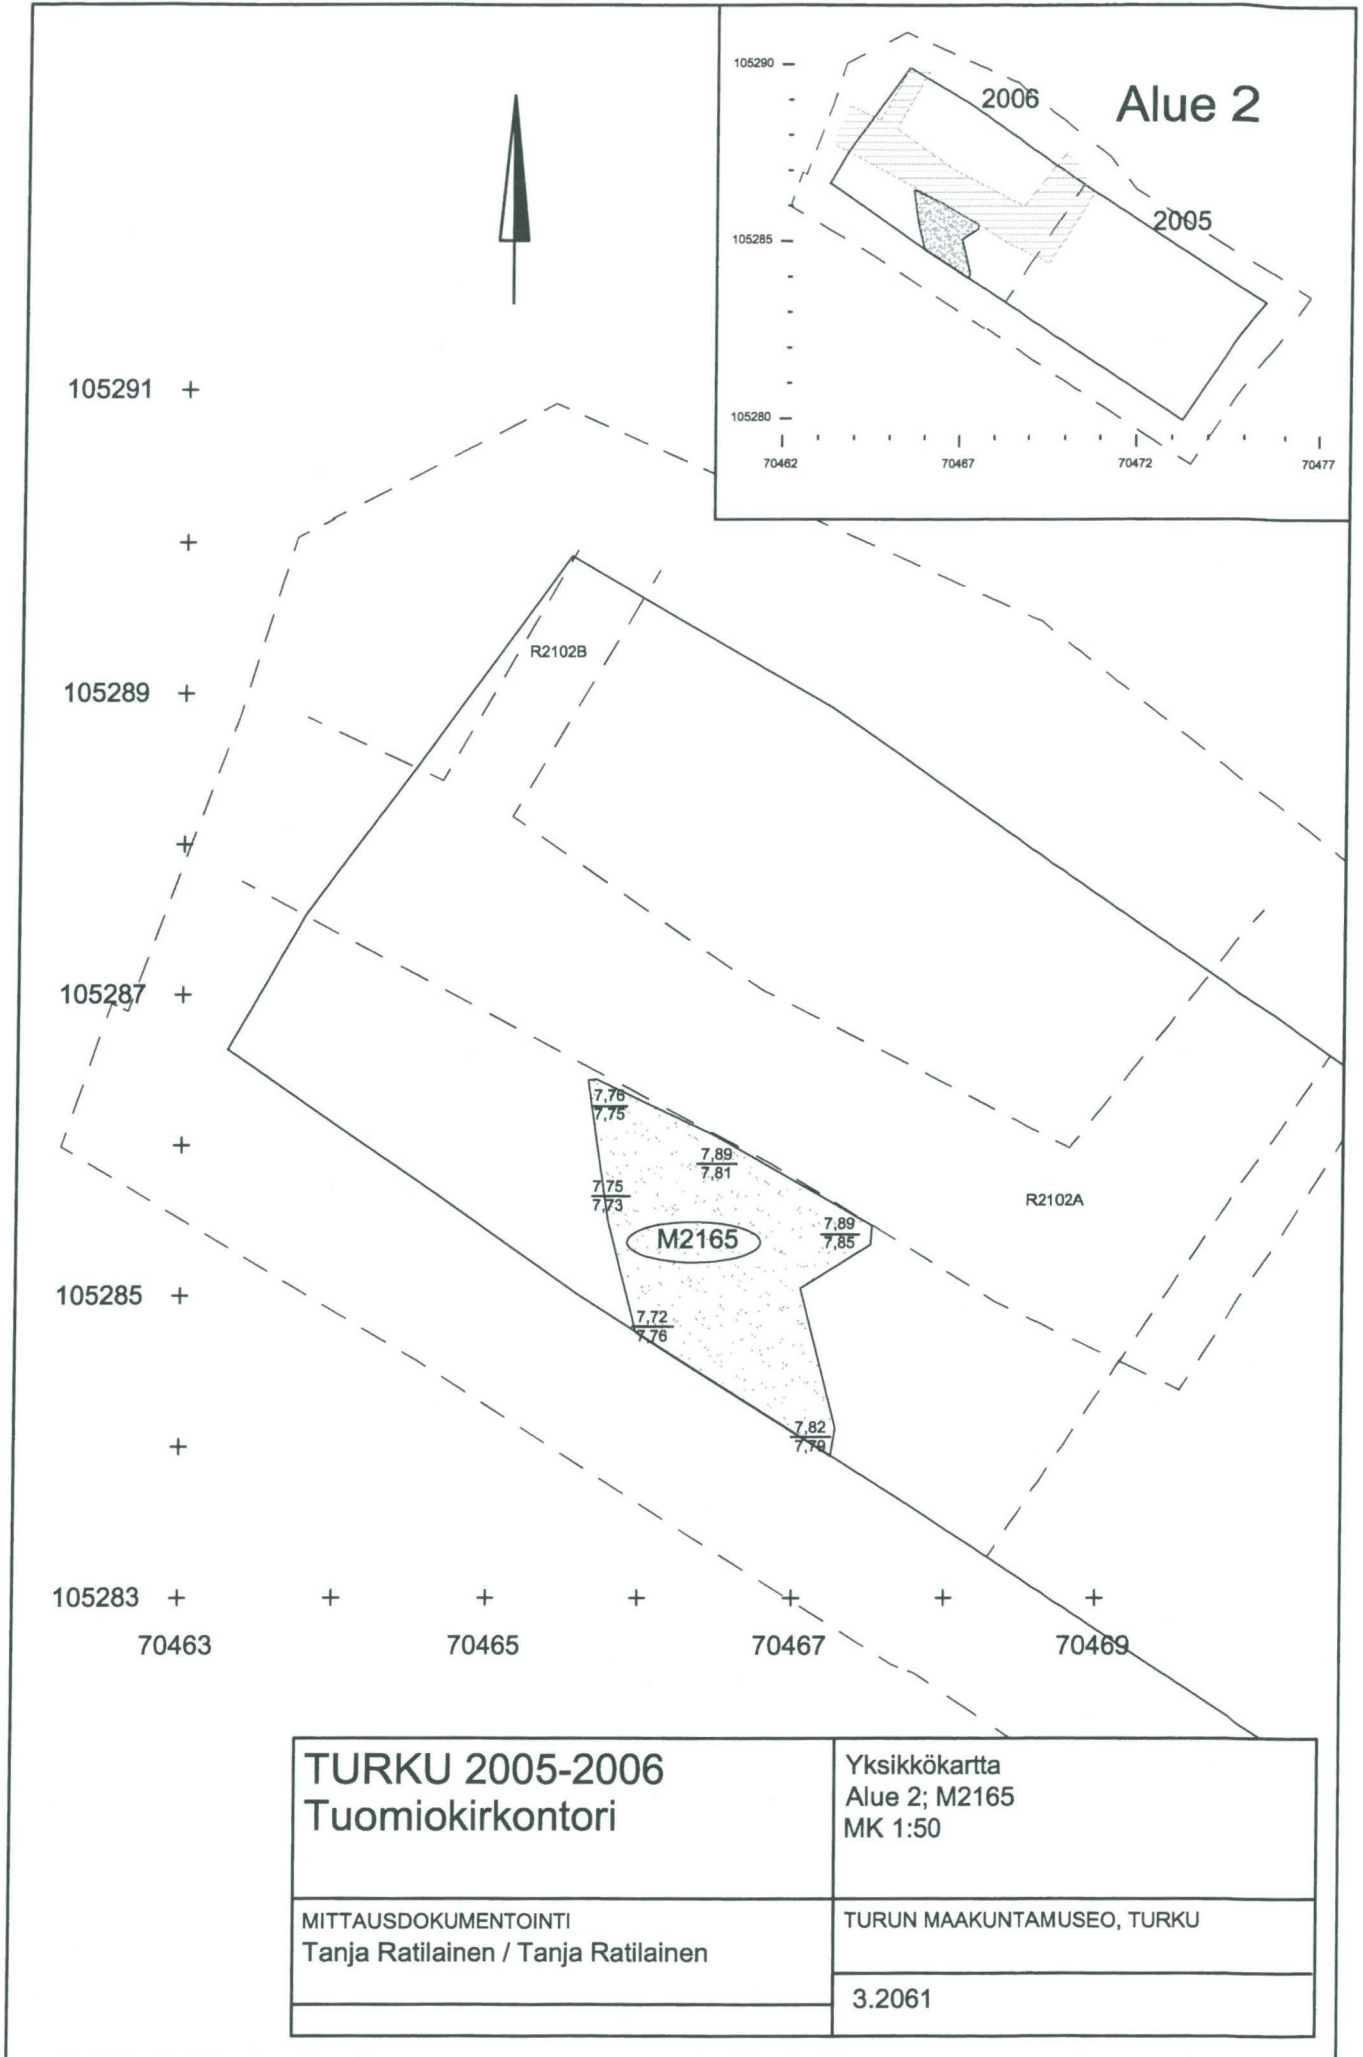 105290
2006
Alue 2
2005
105285
105280
70462
70467
70472
70477
105291
R2102B
105289
105287
7,76
7,75
7,89
7,81
7,75
7,73
R2102A
7,89
7,85
M2165
105285
7,72
7,76
7,82
7,79
105283
70463
70465
70467
70469
TURKU 2005-2006
Tuomiokirkontori
Yksikkökartta
Alue 2; M2165
MK 1:50
MITTAUSDOKUMENTOINTI
Tanja Ratilainen / Tanja Ratilainen
TURUN MAAKUNTAMUSEO, TURKU
3.2061